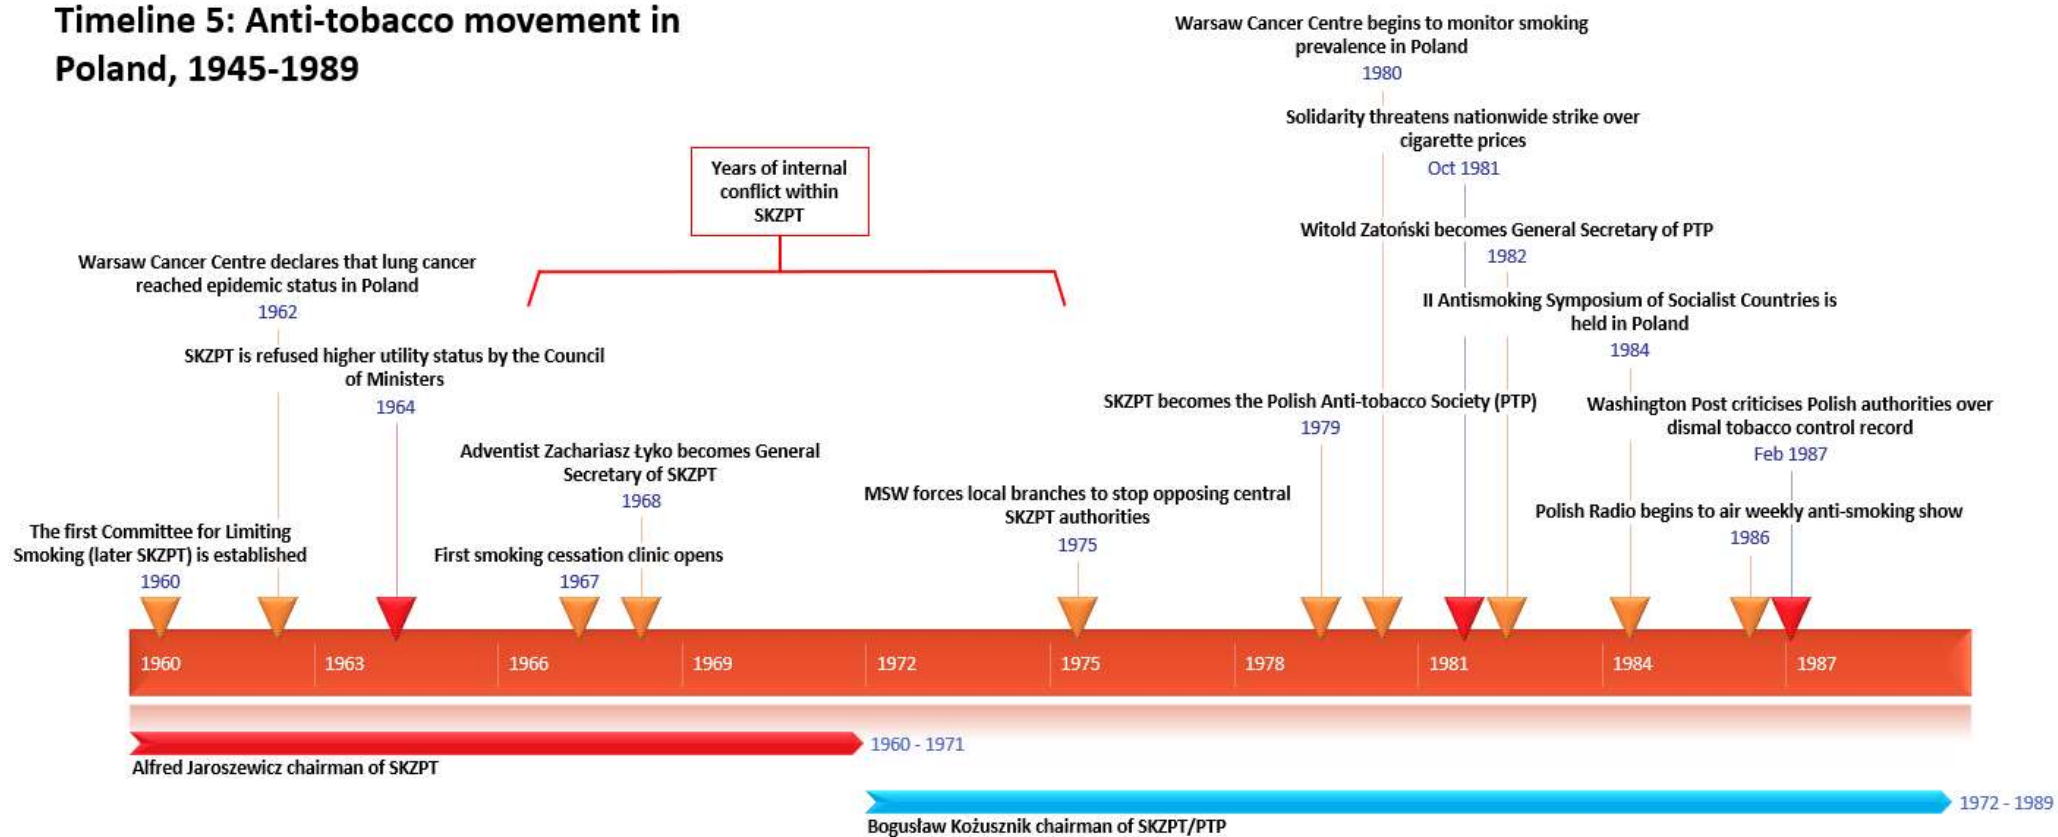 Timeline 5: Anti-tobacco movement in
Poland, 1945-1989
Warsaw Cancer Centre begins to monitor smoking
prevalence in Poland
1980
Solidarity threatens nationwide strike over
cigarette prices
Oct 1981
Years of internal
conflict within
SKZPT
Witold Zatoński becomes General Secretary of PTP
1982
Warsaw Cancer Centre declares that lung cancer
reached epidemic status in Poland
1962
II Antismoking Symposium of Socialist Countries is
held in Poland
1984
SKZPT is refused higher utility status by the Council
of Ministers
1964
SKZPT becomes the Polish Anti-tobacco Society (PTP)
1979
Washington Post criticises Polish authorities over
dismal tobacco control record
Feb 1987
Adventist Zachariasz Łyko becomes General
Secretary of SKZPT
1968
MSW forces local branches to stop opposing central
SKZPT authorities
1975
Polish Radio begins to air weekly anti-smoking show
1986
The first Committee for Limiting
Smoking (later SKZPT) is established
1960
First smoking cessation clinic opens
1967
1960 1963 1966 1969 1972 1975 1978 1981 1984 1987
1960 - 1971
Alfred Jaroszewicz chairman of SKZPT
1972 - 1989
Bogusław Kożusznik chairman of SKZPT/PTP